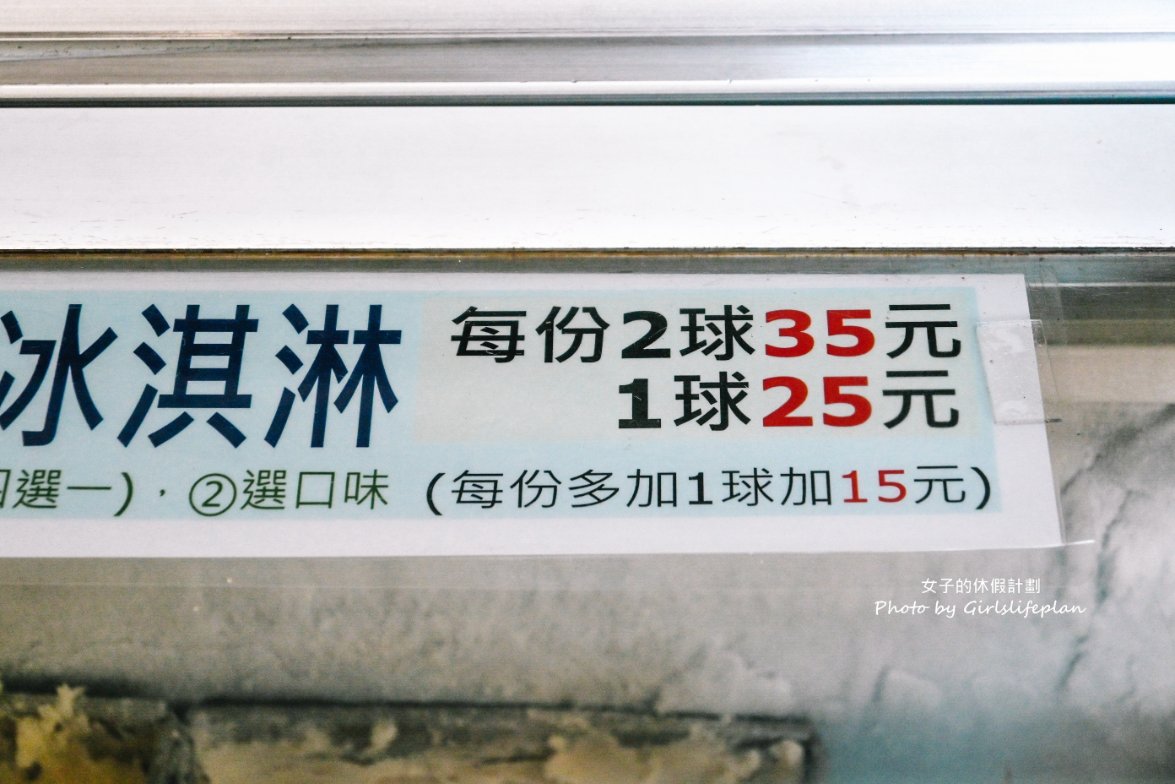 冰淇淋 每份2球35元
1球25元
選一)，②選口味 (每份多加1球加15元)
女子的休假計劃
Photo by Girlslifeplan